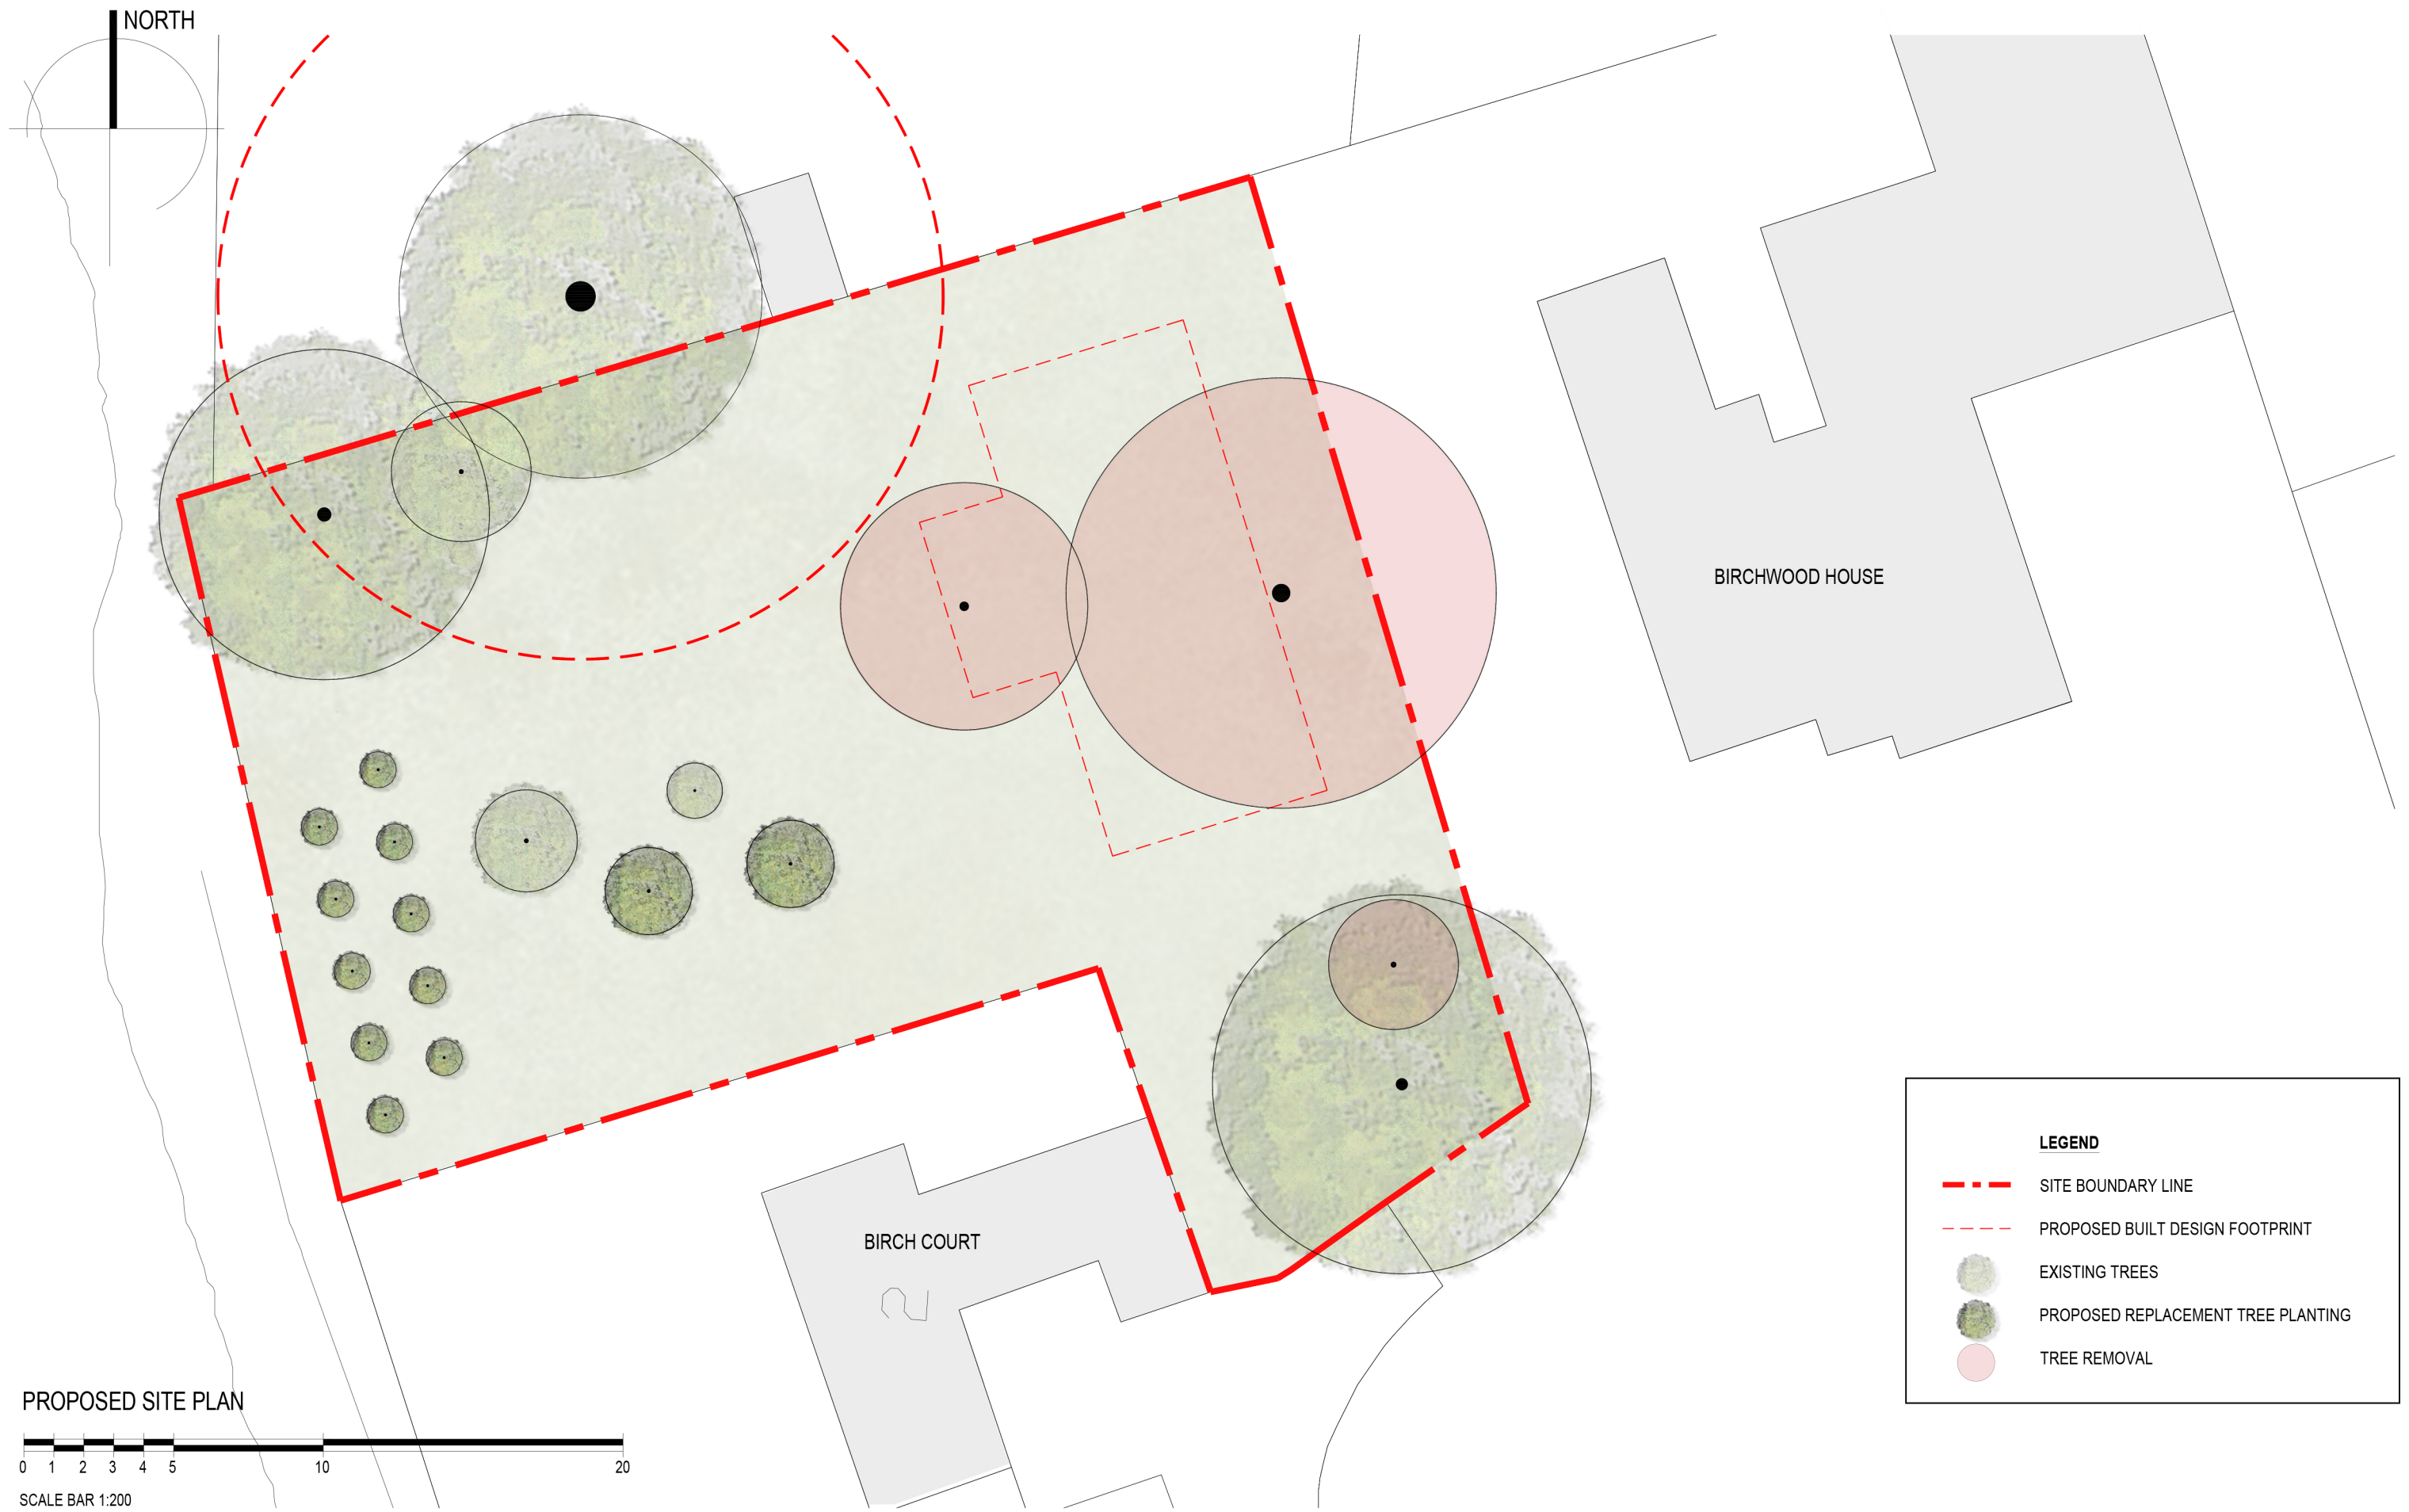 NORTH
BIRCHWOOD HOUSE
BIRCH COURT
2
LEGEND
SITE BOUNDARY LINE
PROPOSED BUILT DESIGN FOOTPRINT
EXISTING TREES
PROPOSED REPLACEMENT TREE PLANTING
TREE REMOVAL
PROPOSED SITE PLAN
0 1 2 3 4 5 10 20
SCALE BAR 1:200